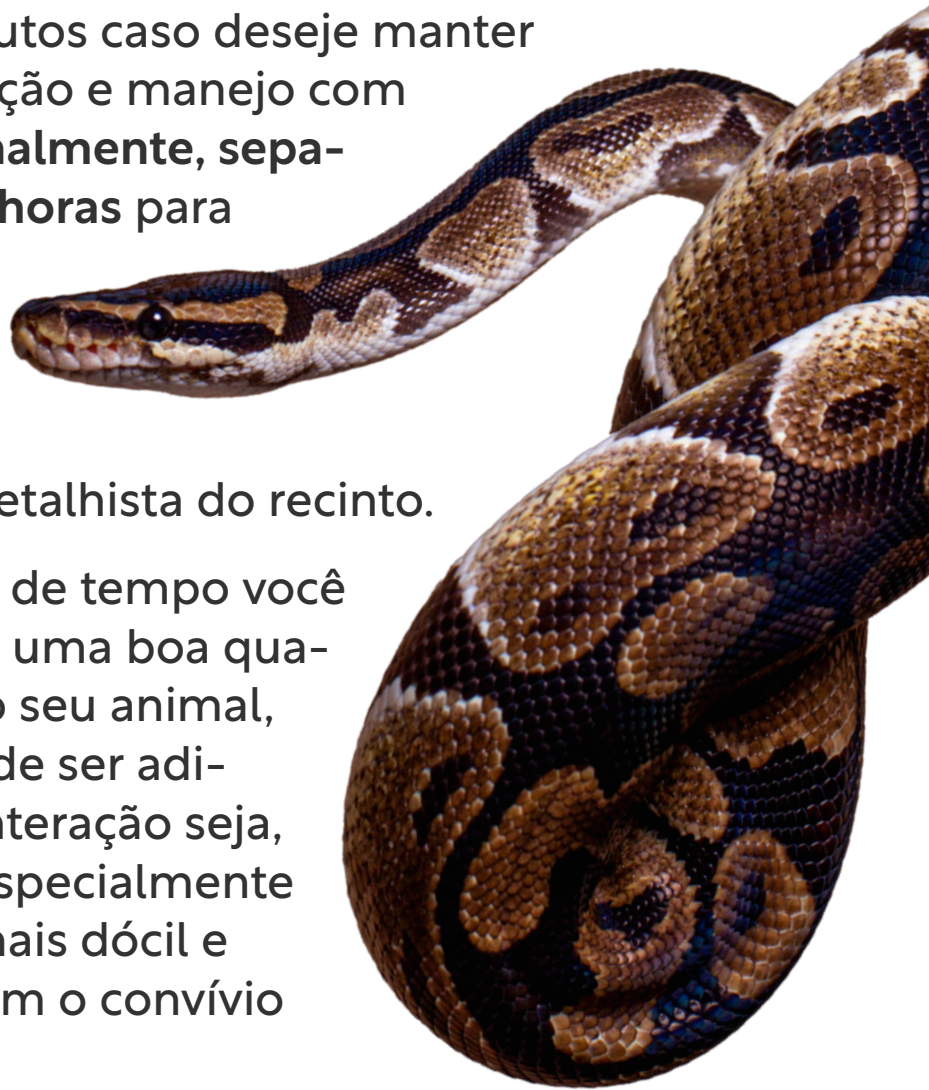 utos caso deseje manter
ção e manejo com
nalmente, sepa-
horas para
etalhista do recinto.
de tempo você
uma boa qua-
o seu animal,
de ser adi-
nteração seja,
specialmente
nais dócil e
m o convívio